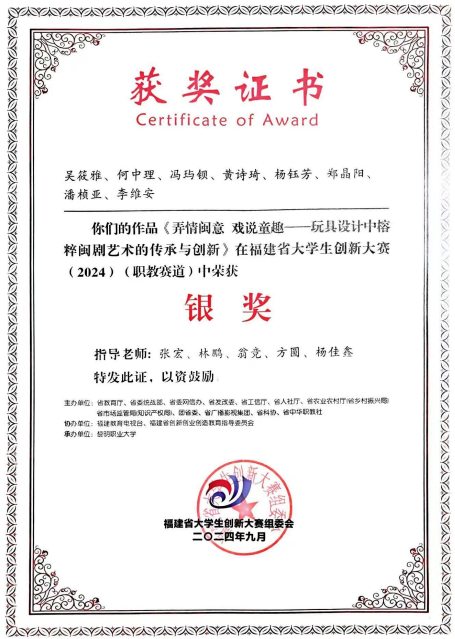 获奖证书
Certificate of Award
吴筱雅、何中理、冯玙钡、黄诗琦、杨钰芳、郑晶阳、
潘桢亚、李维安
你们的作品《弄情闽意 戏说童趣——玩具设计中榕
粹闽剧艺术的传承与创新》在福建省大学生创新大赛
（2024）（职教赛道）中荣获
银奖
指导老师：张宏、林鹏、翁竞、方圆、杨佳鑫
特发此证，以资鼓励。
主办单位：省教育厅、省委统战部、省委网信办、省发改委、省工信厅、省人社厅、省农业农村厅(省乡村振兴局)
省市场监管局(知识产权局)、团省委、省广播影视集团、省科协、省中华职教社
协办单位：福建教育电视台、福建省创新创业创造教育指导委员会
承办单位：黎明职业大学
福建省大学生创新大赛组委会
二〇二四年九月